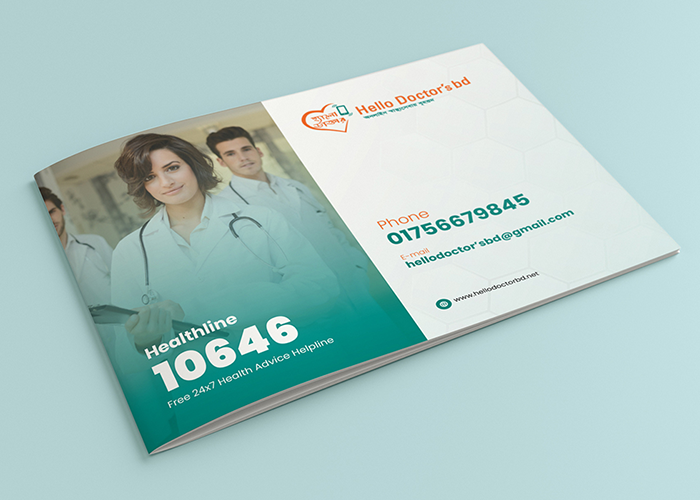 হ্যালো
ডাক্তার
Hello Doctor's bd
Phone
01756679845
E-mail
hellodoctor'sbd@gmail.com
www.hellodoctorbd.net
Healthline
10646
Free 24x7 Health Advice Helpline